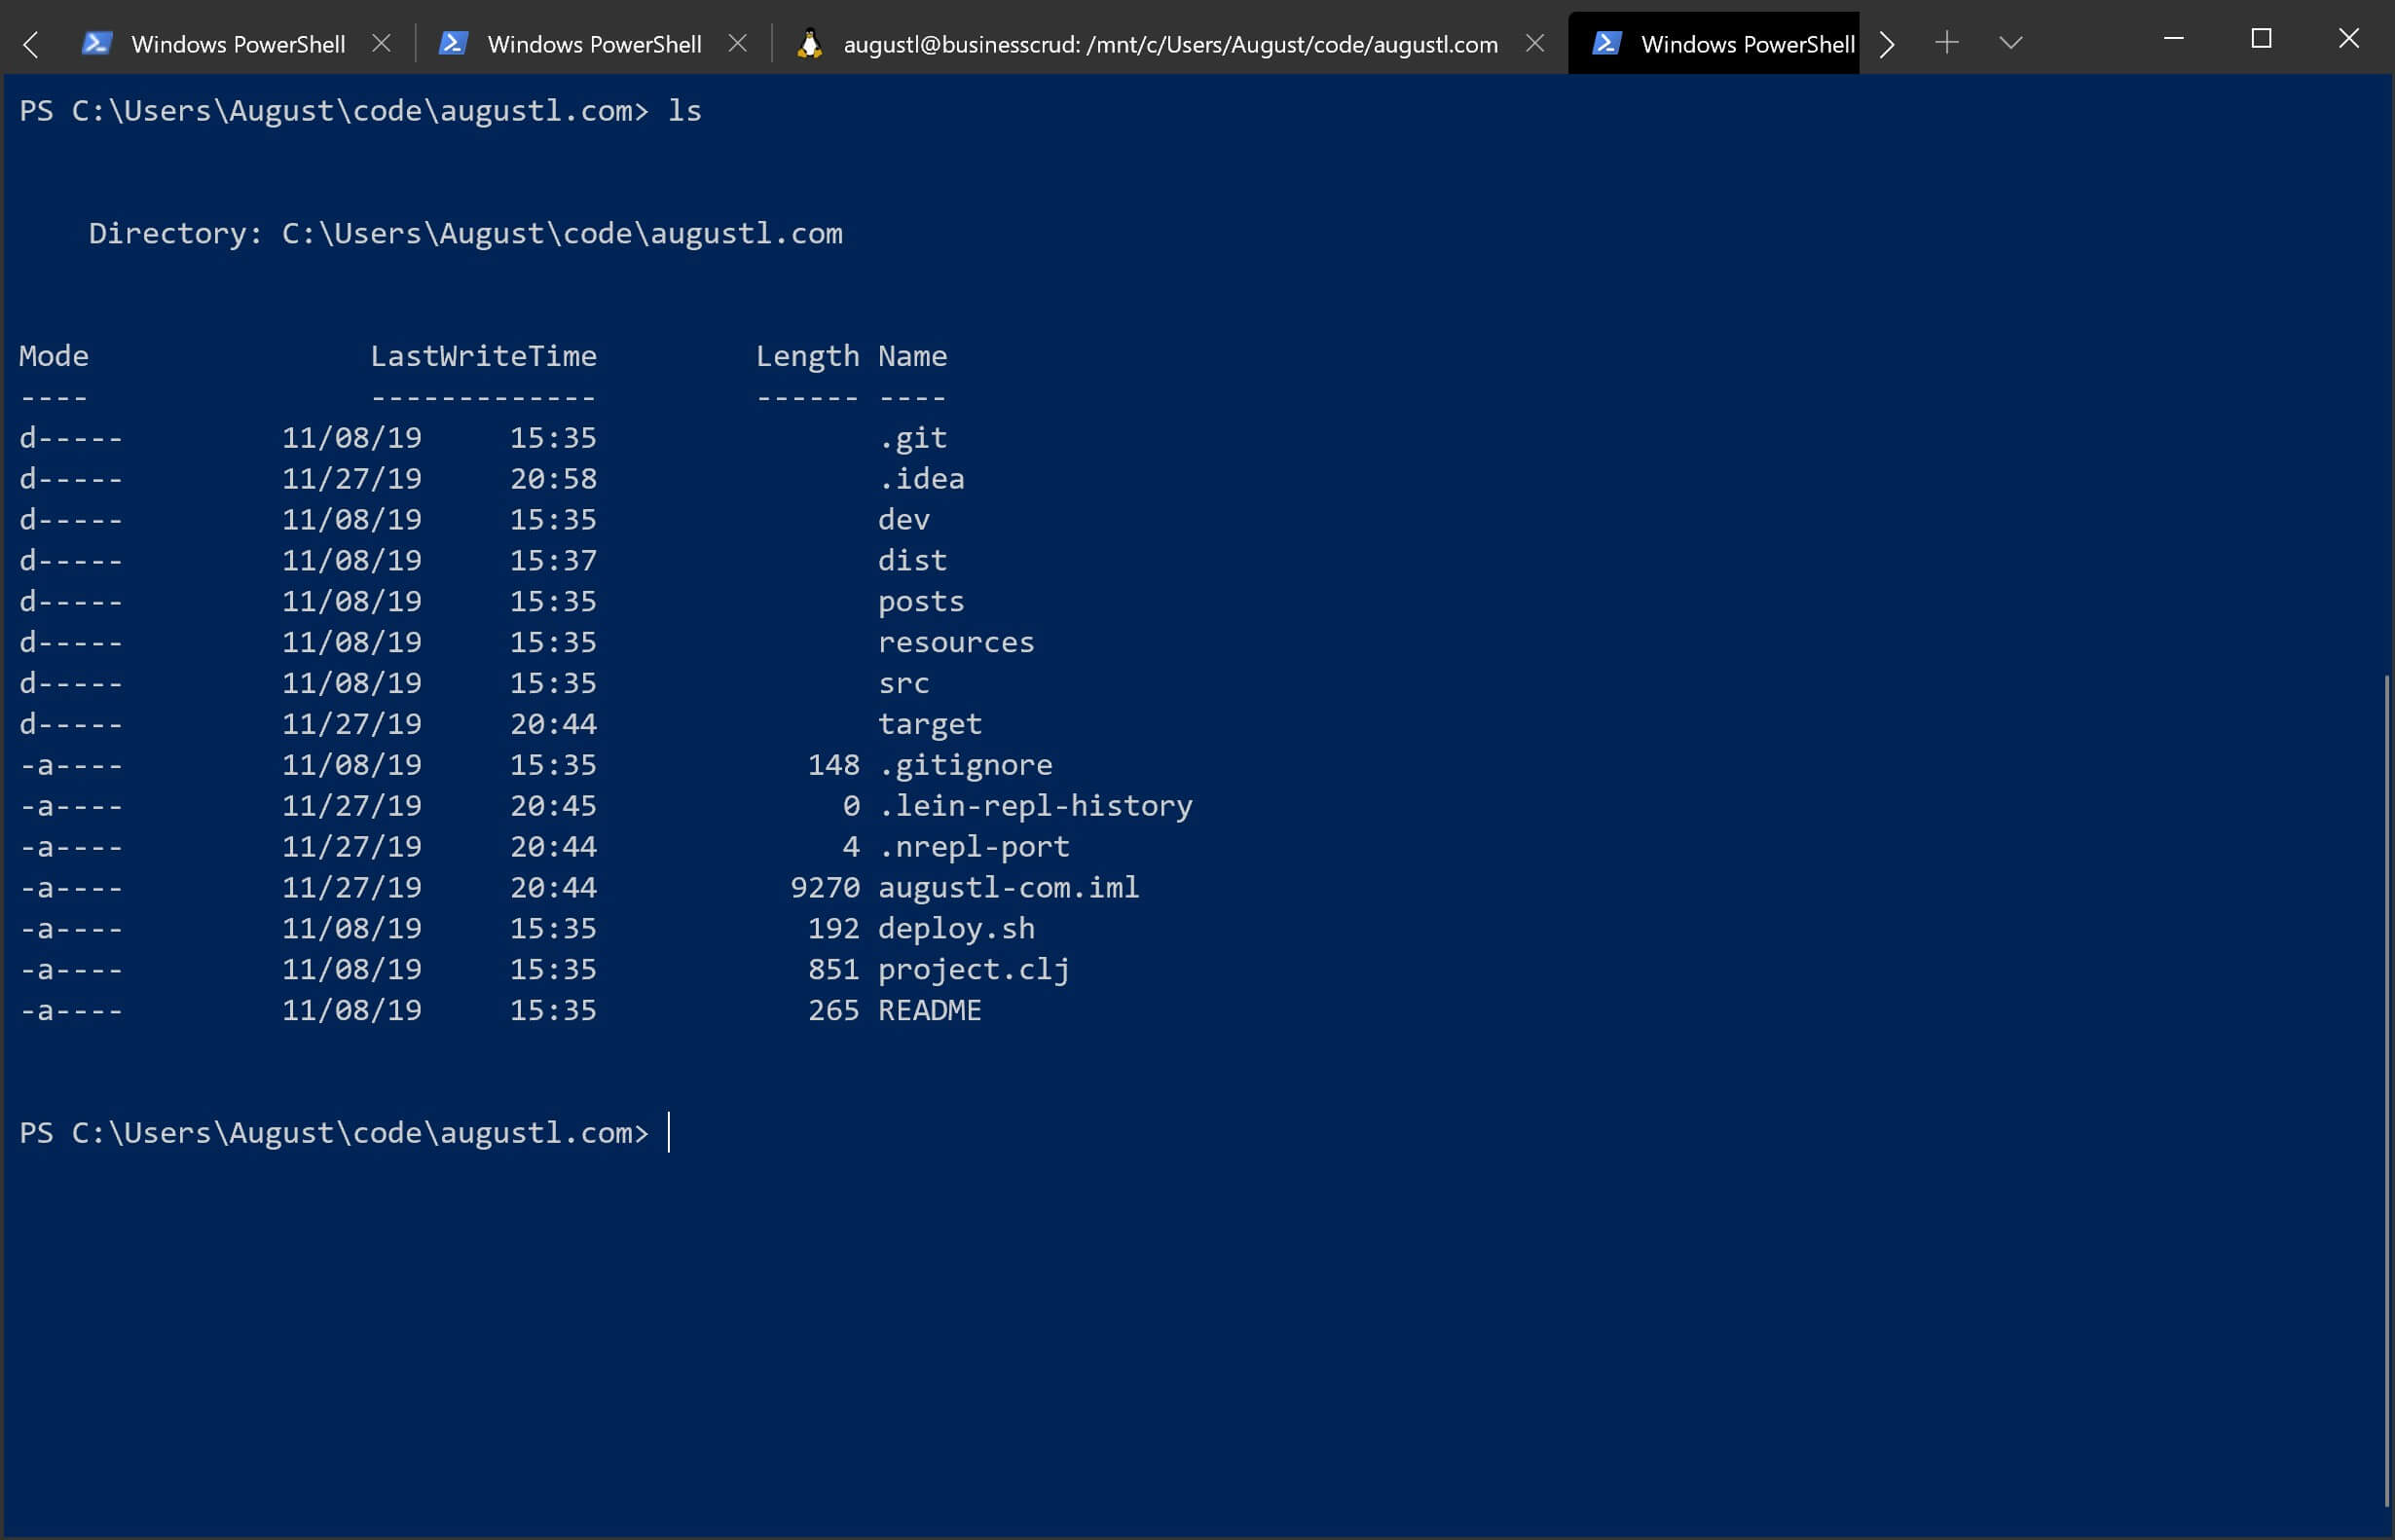 Windows PowerShell Windows PowerShell augustl@businesscrud: /mnt/c/Users/August/code/augustl.com Windows PowerShell
PS C:\Users\August\code\augustl.com> ls
Directory: C:\Users\August\code\augustl.com
Mode LastWriteTime Length Name
---- ------------- ------ ----
d----- 11/08/19 15:35 .git
d----- 11/27/19 20:58 .idea
d----- 11/08/19 15:35 dev
d----- 11/08/19 15:37 dist
d----- 11/08/19 15:35 posts
d----- 11/08/19 15:35 resources
d----- 11/08/19 15:35 src
d----- 11/27/19 20:44 target
-a---- 11/08/19 15:35 148 .gitignore
-a---- 11/27/19 20:45 0 .lein-repl-history
-a---- 11/27/19 20:44 4 .nrepl-port
-a---- 11/27/19 20:44 9270 augustl-com.iml
-a---- 11/08/19 15:35 192 deploy.sh
-a---- 11/08/19 15:35 851 project.clj
-a---- 11/08/19 15:35 265 README
PS C:\Users\August\code\augustl.com>